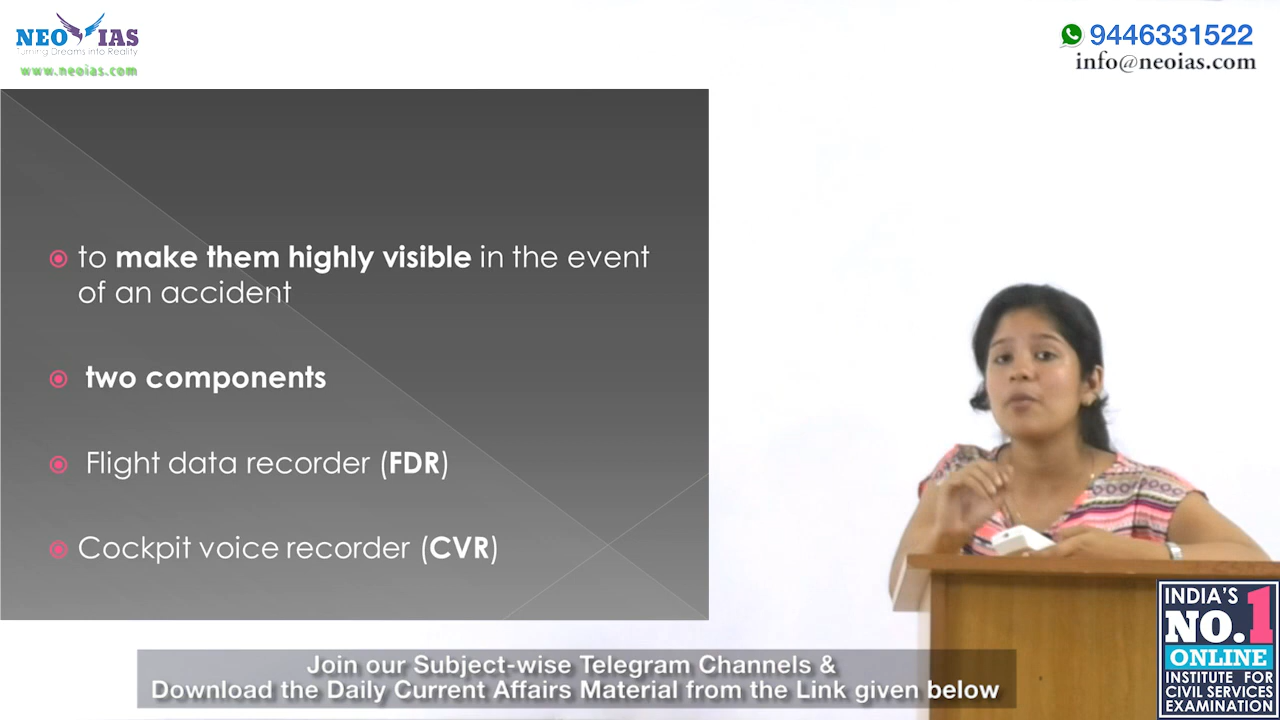 NEO IAS
Turning Dreams into Reality
www.neoias.com
9446331522
info@neoias.com
to make them highly visible in the event
of an accident
two components
Flight data recorder (FDR)
Cockpit voice recorder (CVR)
INDIA'S
NO.1
ONLINE
INSTITUTE FOR
CIVIL SERVICES
EXAMINATION
Join our Subject-wise Telegram Channels &
Download the Daily Current Affairs Material from the Link given below